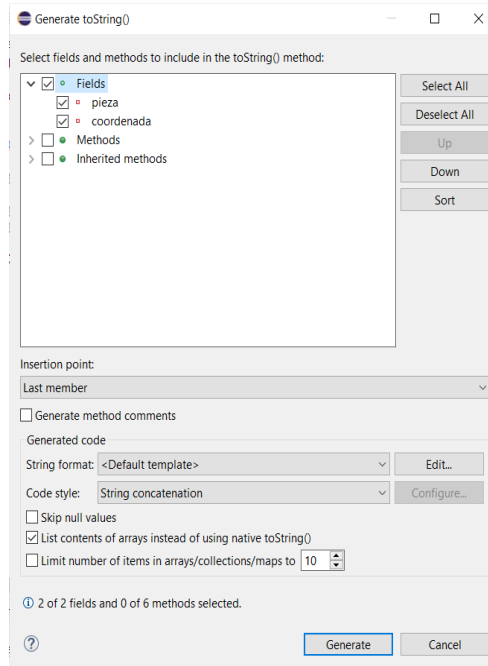 Generate toString()
Select fields and methods to include in the toString() method:
Fields
pieza
coordenada
Methods
Inherited methods
Select All
Deselect All
Up
Down
Sort
Insertion point:
Last member
Generate method comments
Generated code
String format: <Default template> Edit...
Code style: String concatenation Configure...
Skip null values
List contents of arrays instead of using native toString()
Limit number of items in arrays/collections/maps to 10
2 of 2 fields and 0 of 6 methods selected.
Generate Cancel